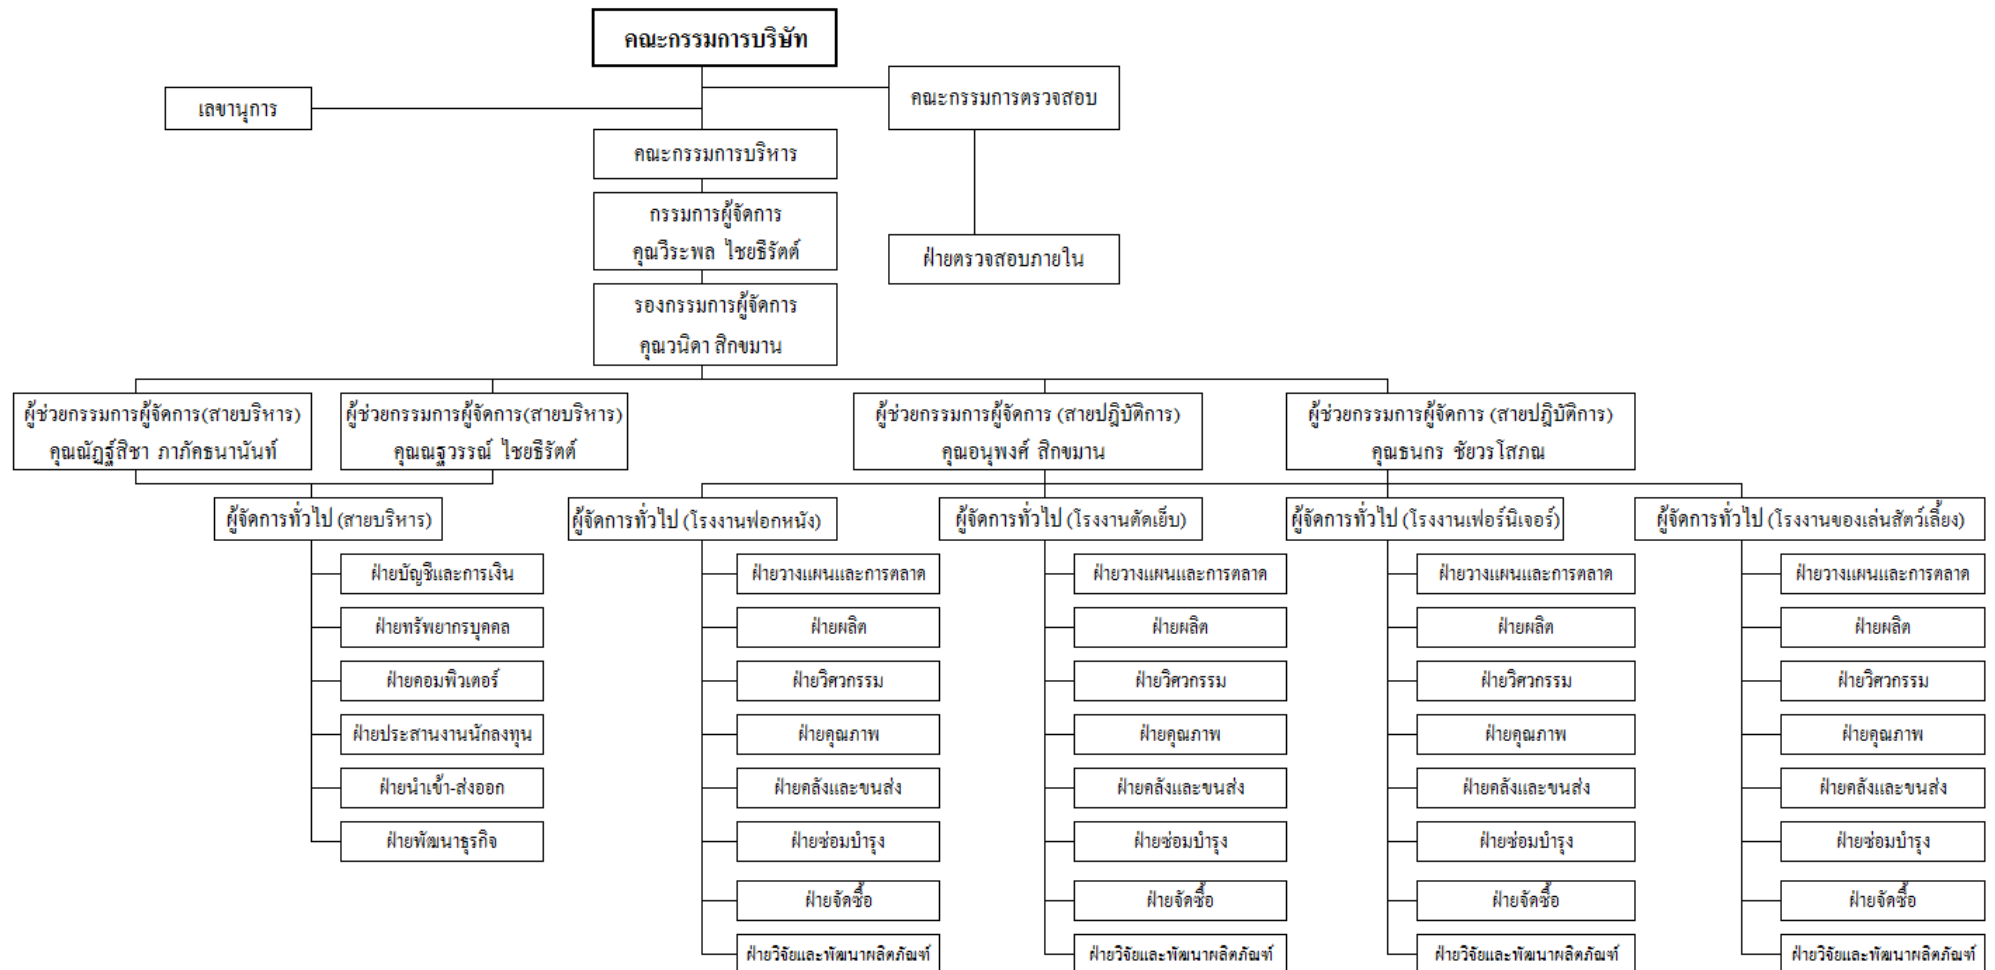 คณะกรรมการบริษัท
เลขานุการ
คณะกรรมการตรวจสอบ
คณะกรรมการบริหาร
กรรมการผู้จัดการ
คุณวีระพล ไชยธีรัตต์
ฝ่ายตรวจสอบภายใน
รองกรรมการผู้จัดการ
คุณวนิดา สิกขมาน
ผู้ช่วยกรรมการผู้จัดการ(สายบริหาร)
คุณณัฏฐ์สิชา ภาภัคธนานันท์
ผู้ช่วยกรรมการผู้จัดการ(สายบริหาร)
คุณณฐวรรณ์ ไชยธีรัตต์
ผู้ช่วยกรรมการผู้จัดการ (สายปฎิบัติการ)
คุณอนุพงศ์ สิกขมาน
ผู้ช่วยกรรมการผู้จัดการ (สายปฎิบัติการ)
คุณธนกร ชัยวรโสภณ
ผู้จัดการทั่วไป (สายบริหาร)
ฝ่ายบัญชีและการเงิน
ฝ่ายทรัพยากรบุคคล
ฝ่ายคอมพิวเตอร์
ฝ่ายประสานงานนักลงทุน
ฝ่ายนำเข้า-ส่งออก
ฝ่ายพัฒนาธุรกิจ
ผู้จัดการทั่วไป (โรงงานฟอกหนัง)
ฝ่ายวางแผนและการตลาด
ฝ่ายผลิต
ฝ่ายวิศวกรรม
ฝ่ายคุณภาพ
ฝ่ายคลังและขนส่ง
ฝ่ายซ่อมบำรุง
ฝ่ายจัดซื้อ
ฝ่ายวิจัยและพัฒนาผลิตภัณฑ์
ผู้จัดการทั่วไป (โรงงานตัดเย็บ)
ฝ่ายวางแผนและการตลาด
ฝ่ายผลิต
ฝ่ายวิศวกรรม
ฝ่ายคุณภาพ
ฝ่ายคลังและขนส่ง
ฝ่ายซ่อมบำรุง
ฝ่ายจัดซื้อ
ฝ่ายวิจัยและพัฒนาผลิตภัณฑ์
ผู้จัดการทั่วไป (โรงงานเฟอร์นิเจอร์)
ฝ่ายวางแผนและการตลาด
ฝ่ายผลิต
ฝ่ายวิศวกรรม
ฝ่ายคุณภาพ
ฝ่ายคลังและขนส่ง
ฝ่ายซ่อมบำรุง
ฝ่ายจัดซื้อ
ฝ่ายวิจัยและพัฒนาผลิตภัณฑ์
ผู้จัดการทั่วไป (โรงงานของเล่นสัตว์เลี้ยง)
ฝ่ายวางแผนและการตลาด
ฝ่ายผลิต
ฝ่ายวิศวกรรม
ฝ่ายคุณภาพ
ฝ่ายคลังและขนส่ง
ฝ่ายซ่อมบำรุง
ฝ่ายจัดซื้อ
ฝ่ายวิจัยและพัฒนาผลิตภัณฑ์